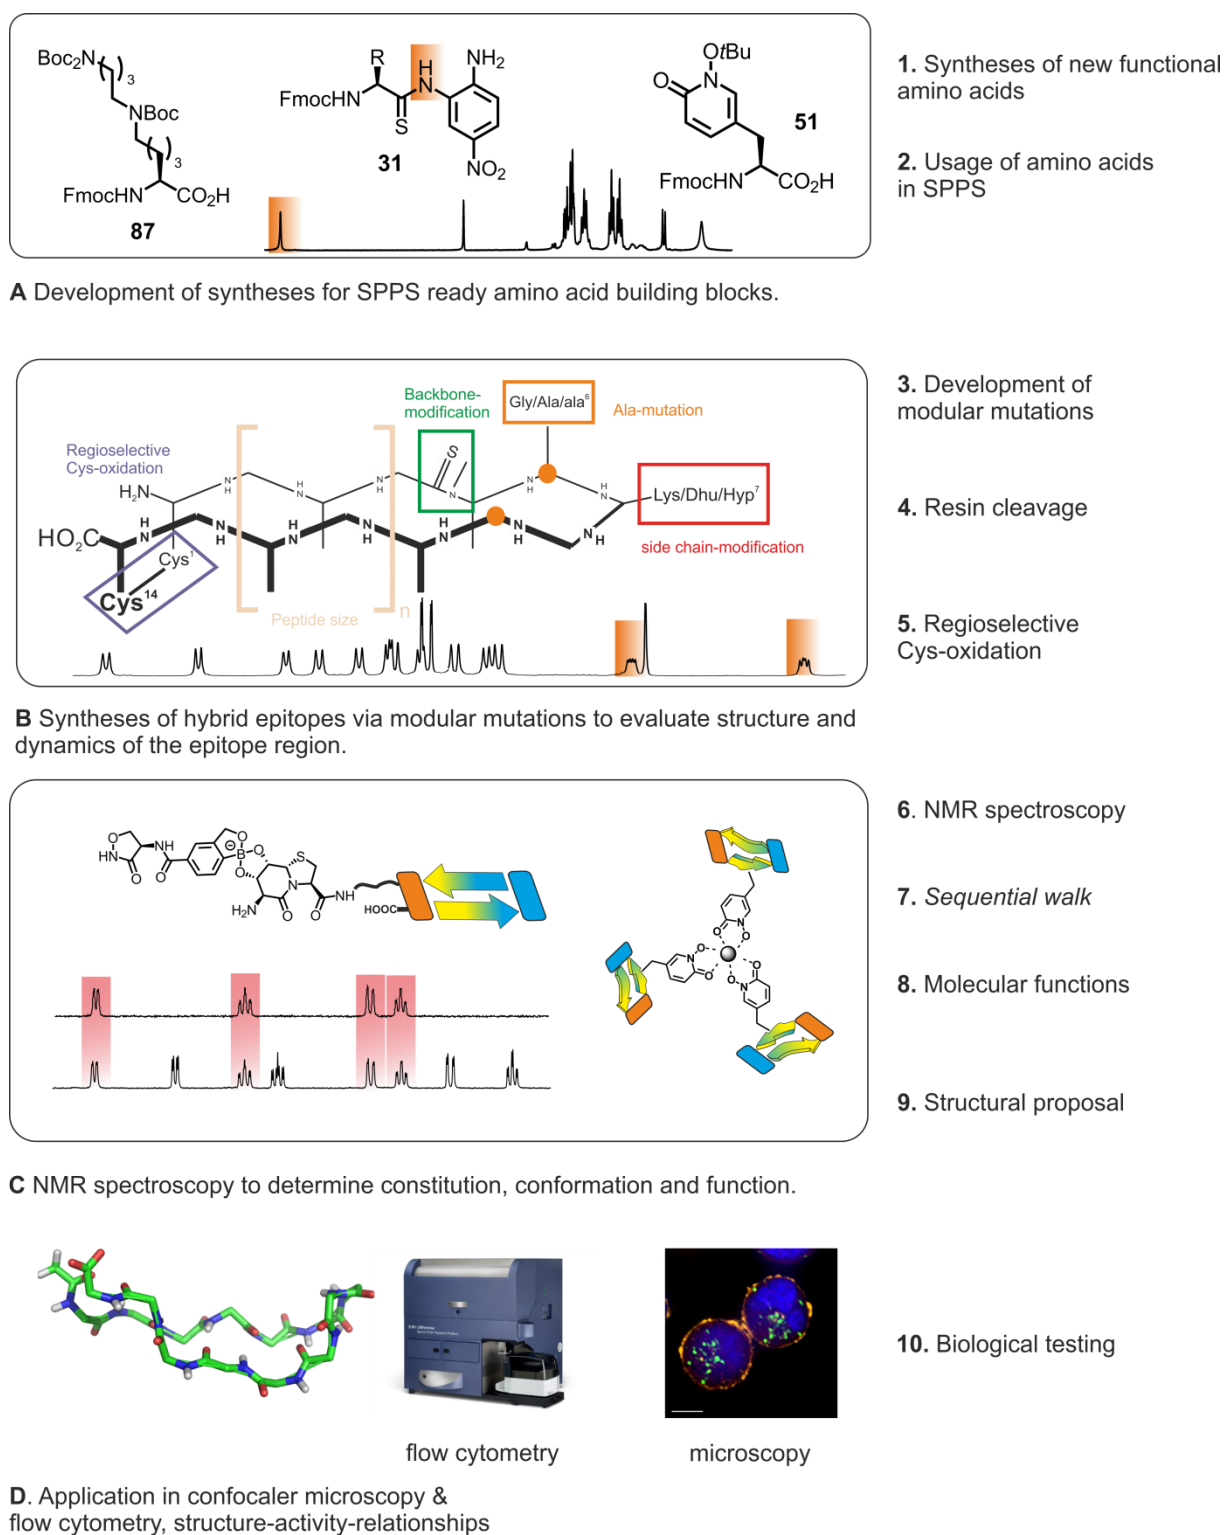 Boc2N
3
NBoc
3
FmocHN
CO2H
87
R
H
N
NH2
FmocHN
S
NO2
31
OtBu
O
N
51
FmocHN
CO2H
1. Syntheses of new functional
amino acids
2. Usage of amino acids
in SPPS
A Development of syntheses for SPPS ready amino acid building blocks.
Backbone-
modification
Gly/Ala/ala6
Ala-mutation
Regioselective
Cys-oxidation
S
H2N
N
H
N
H
N
H
N
N
H
N
H
Lys/Dhu/Hyp7
side chain-modification
HO2C
H
N
N
H
H
N
N
H
H
N
N
H
N
H
Cys1
Cys14
Peptide size
n
3. Development of
modular mutations
4. Resin cleavage
5. Regioselective
Cys-oxidation
B Syntheses of hybrid epitopes via modular mutations to evaluate structure and
dynamics of the epitope region.
O
HN
O
NH
O
O
B
O
O
S
N
H2N
O
O
NH
HOOC
N
O
O
O
N
O
O
N
O
6. NMR spectroscopy
7. Sequential walk
8. Molecular functions
9. Structural proposal
C NMR spectroscopy to determine constitution, conformation and function.
10. Biological testing
flow cytometry
microscopy
D. Application in confocaler microscopy &
flow cytometry, structure-activity-relationships